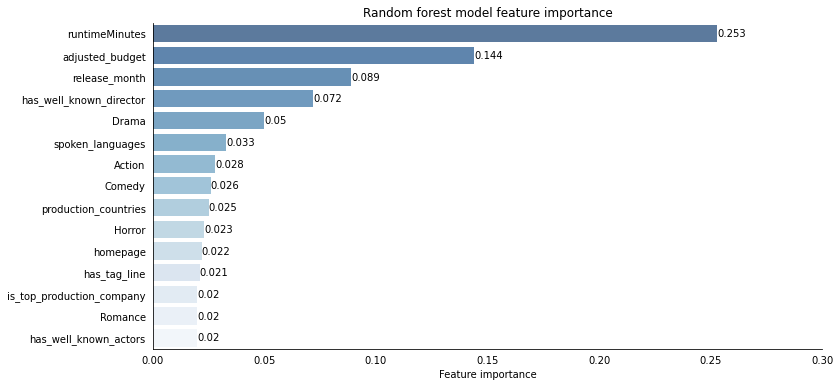 Random forest model feature importance
runtimeMinutes 0.253
adjusted_budget 0.144
release_month 0.089
has_well_known_director 0.072
Drama 0.05
spoken_languages 0.033
Action 0.028
Comedy 0.026
production_countries 0.025
Horror 0.023
homepage 0.022
has_tag_line 0.021
is_top_production_company 0.02
Romance 0.02
has_well_known_actors 0.02
0.00 0.05 0.10 0.15 0.20 0.25 0.30
Feature importance